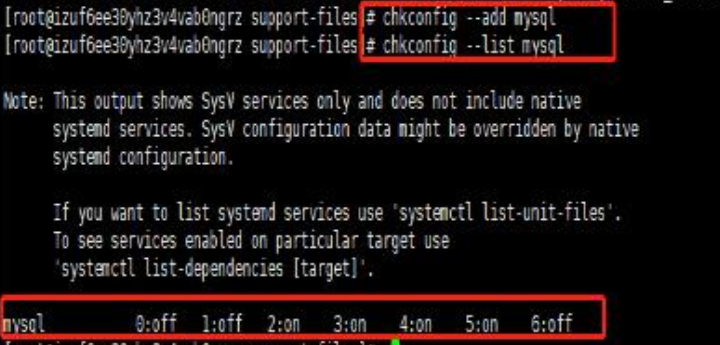 [root@izuf6ee30yhz3v4vab0ngrz support-files]# chkconfig --add mysql
[root@izuf6ee30yhz3v4vab0ngrz support-files]# chkconfig --list mysql
Note: This output shows SysV services only and does not include native
systemd services. SysV configuration data might be overridden by native
systemd configuration.
If you want to list systemd services use 'systemctl list-unit-files'.
To see services enabled on particular target use
'systemctl list-dependencies [target]'.
mysql 0:off 1:off 2:on 3:on 4:on 5:on 6:off